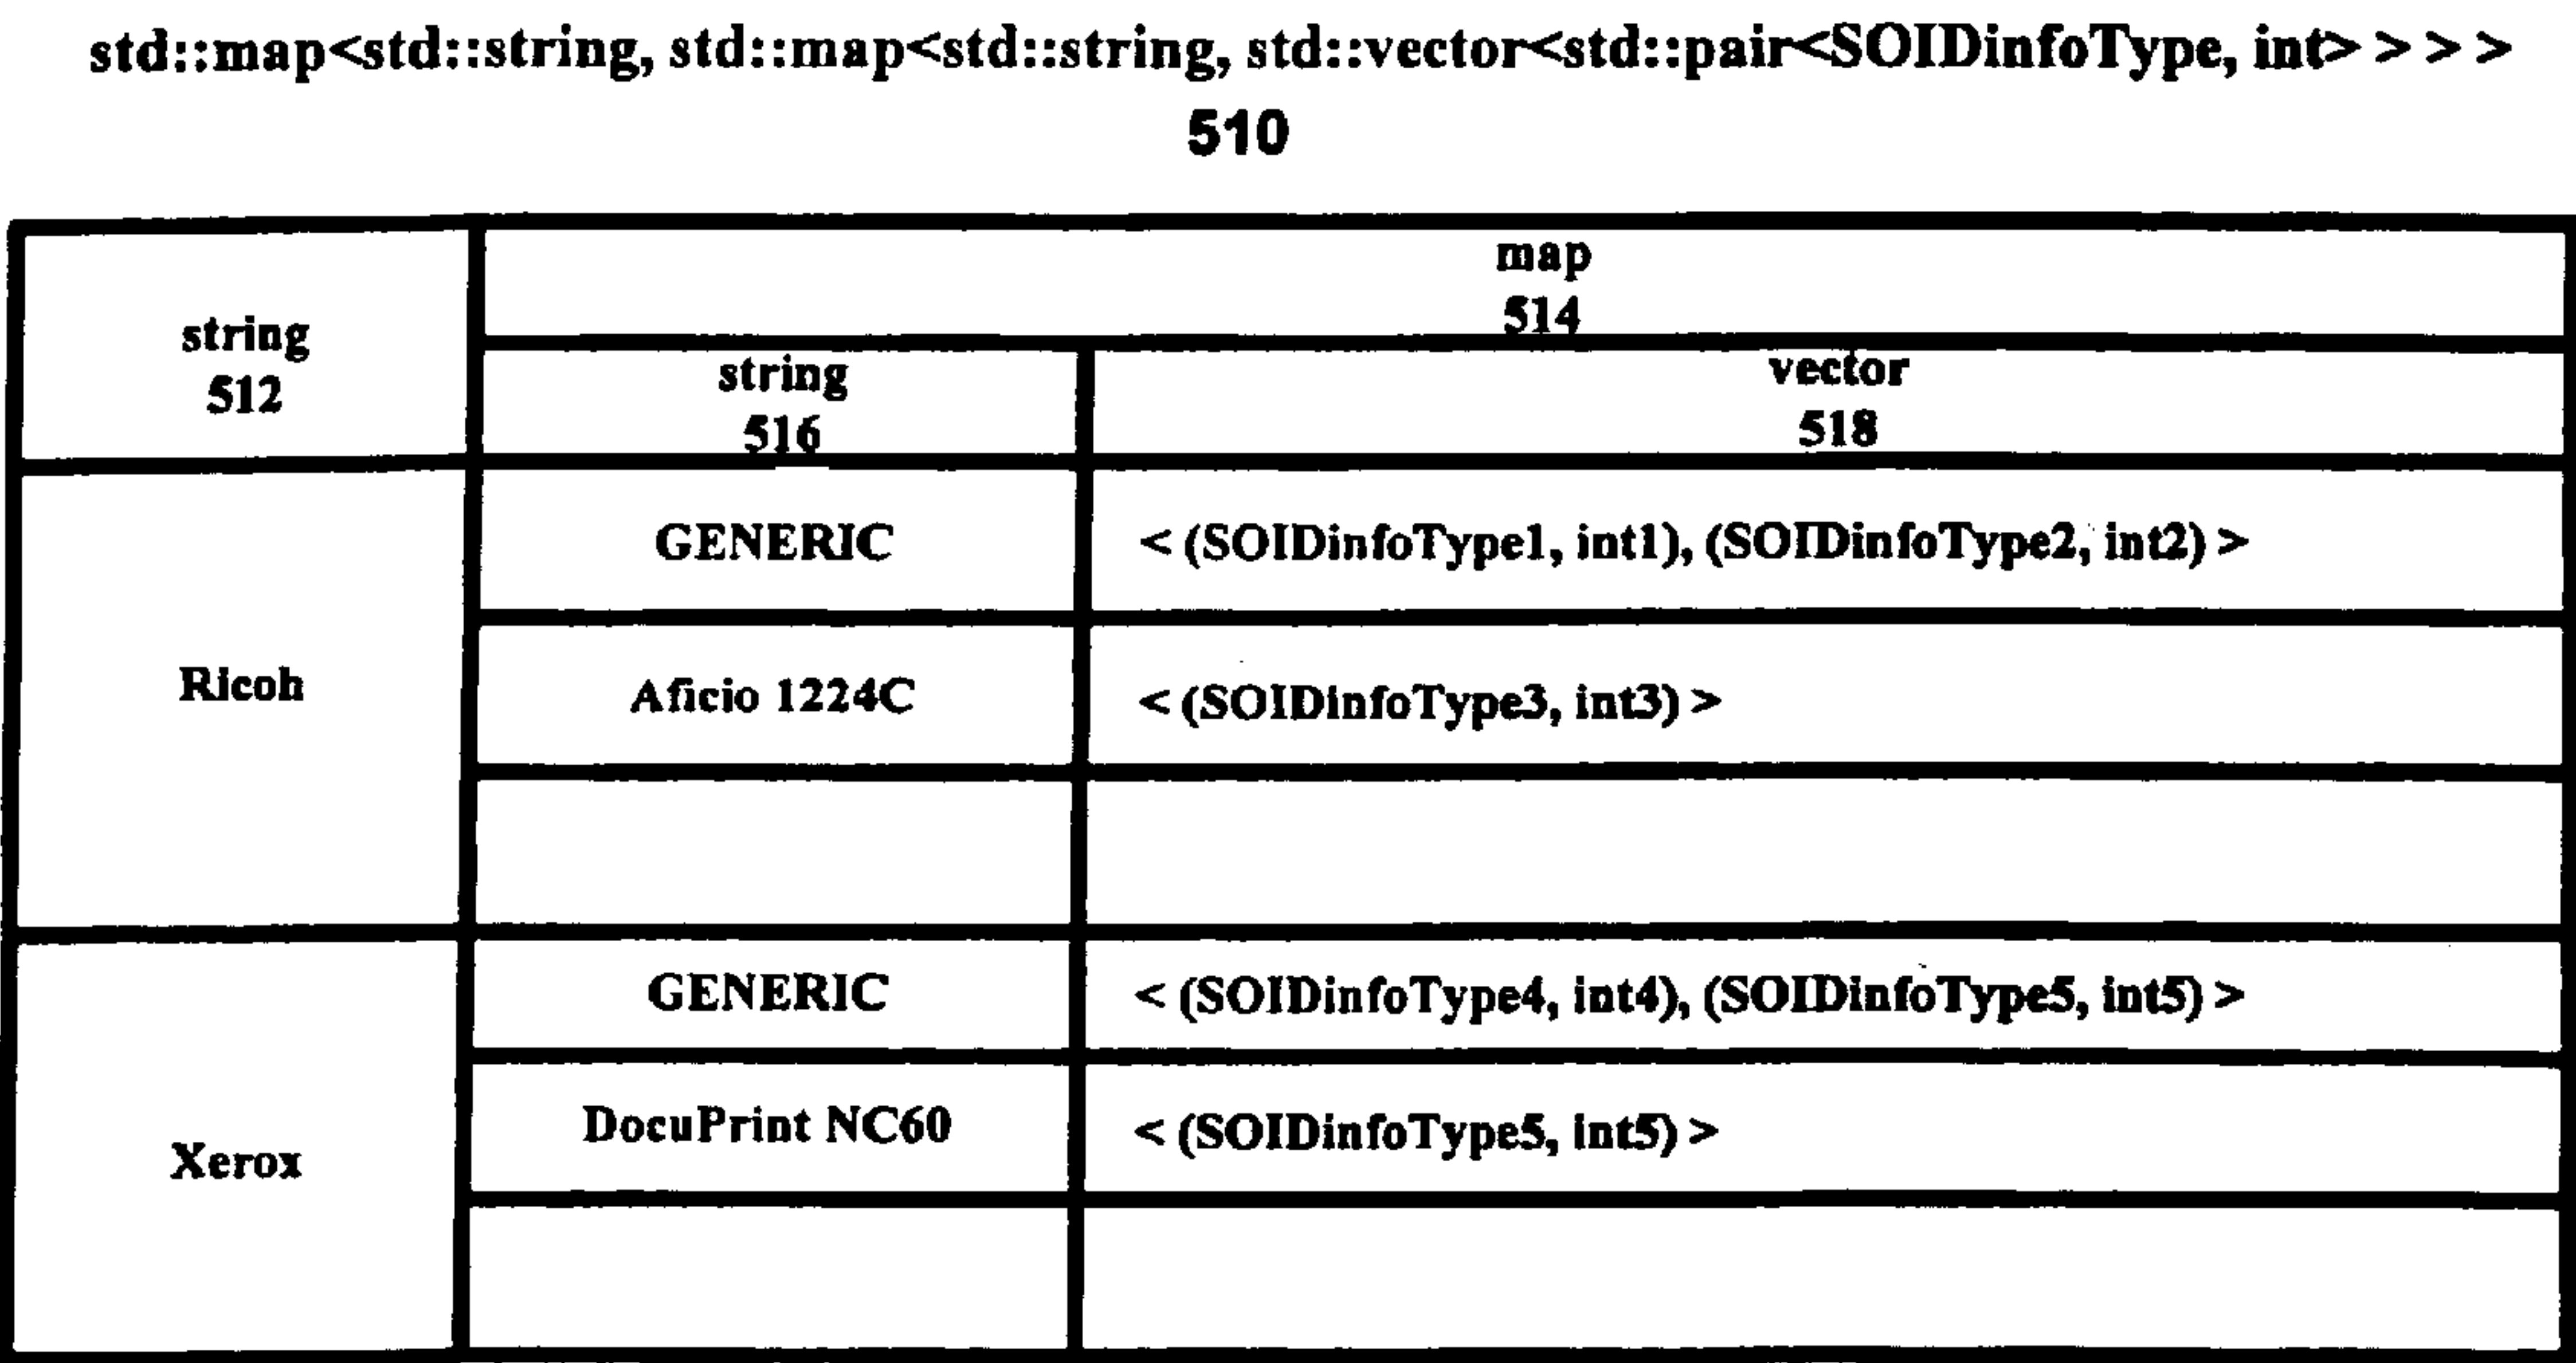 std::map<std::string, std::map<std::string, std::vector<std::pair<SOIDinfoType, int> > > >
510
map
514
string
512
string
516
vector
518
Ricoh
GENERIC
< (SOIDinfoType1, int1), (SOIDinfoType2, int2) >
Aficio 1224C
< (SOIDinfoType3, int3) >
Xerox
GENERIC
< (SOIDinfoType4, int4), (SOIDinfoType5, int5) >
DocuPrint NC60
< (SOIDinfoType5, int5) >